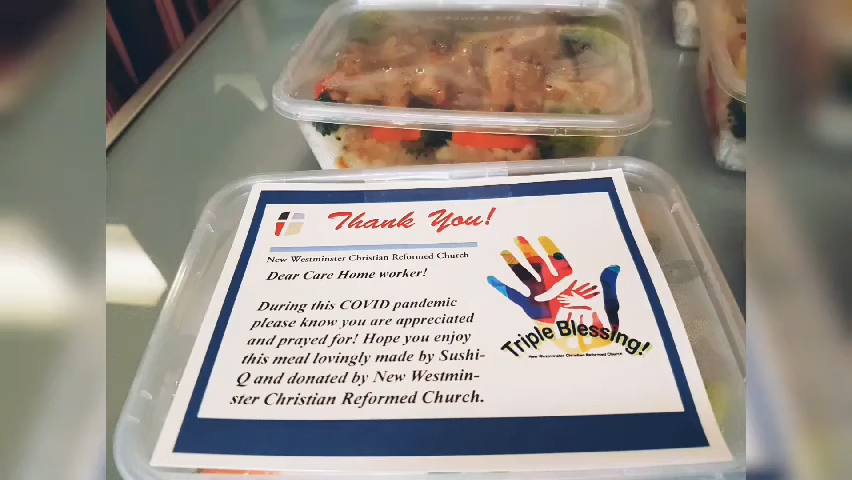 Thank You!
New Westminster Christian Reformed Church
Dear Care Home worker!
During this COVID pandemic
please know you are appreciated
and prayed for! Hope you enjoy
this meal lovingly made by Sushi-
Q and donated by New Westmin-
ster Christian Reformed Church.
Triple Blessing!
New Westminster Christian Reformed Church